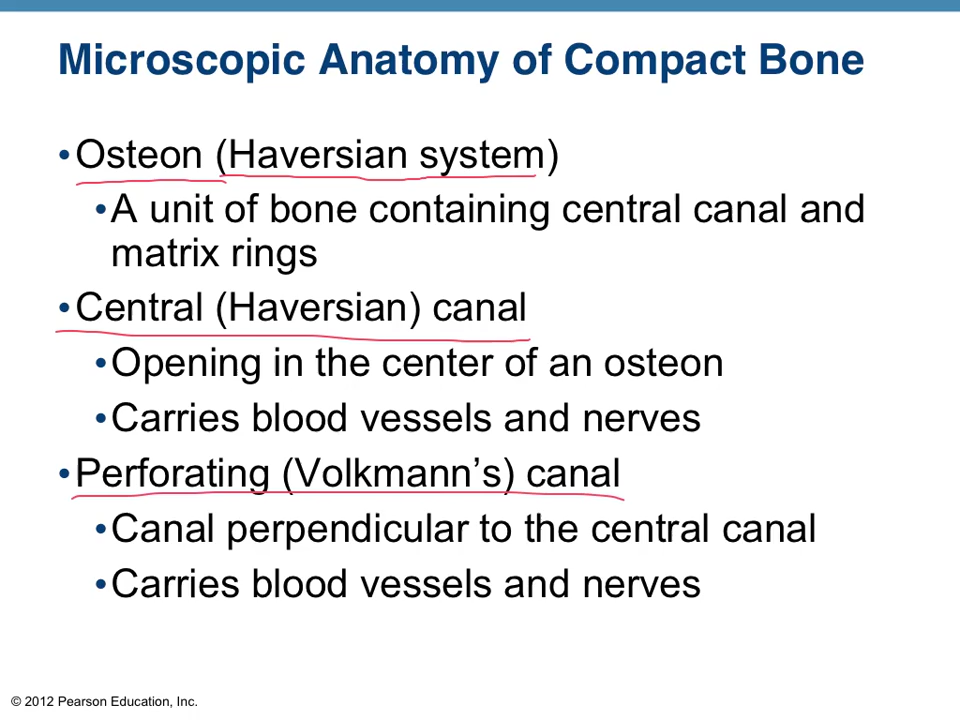 Microscopic Anatomy of Compact Bone
•Osteon (Haversian system)
•A unit of bone containing central canal and
matrix rings
•Central (Haversian) canal
•Opening in the center of an osteon
•Carries blood vessels and nerves
•Perforating (Volkmann’s) canal
•Canal perpendicular to the central canal
•Carries blood vessels and nerves
© 2012 Pearson Education, Inc.